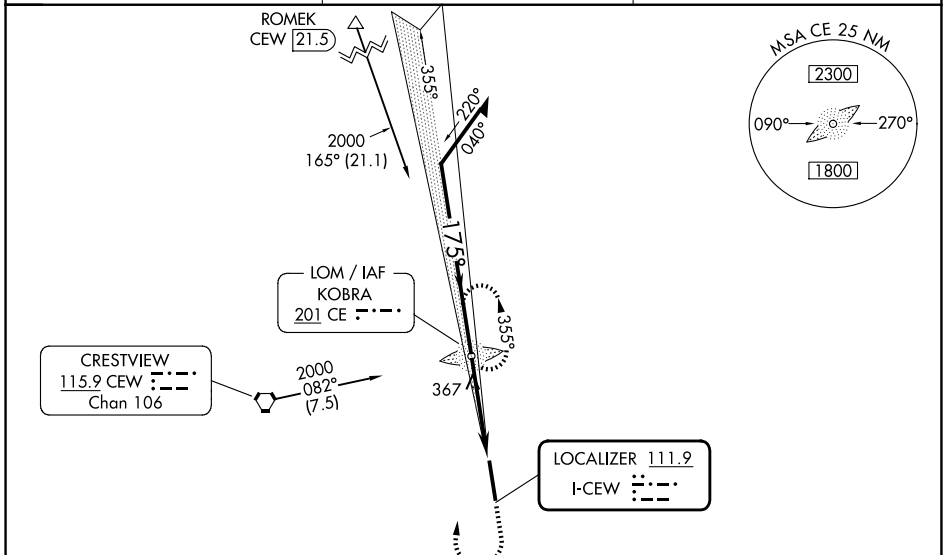 ROMEK
CEW 21.5
2000
165° (21.1)
355°
220°
040°
175°
355°
MSA CE 25 NM
2300
090°
270°
1800
LOM / IAF
KOBRA
201 CE
CRESTVIEW
115.9 CEW
Chan 106
2000
082°
(7.5)
367
LOCALIZER 111.9
I-CEW